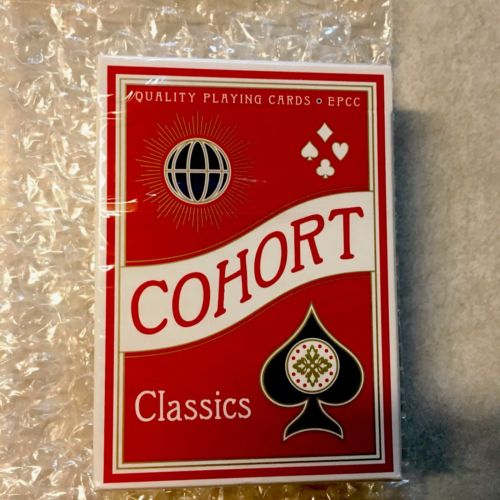 QUALITY PLAYING CARDS • EPCC
COHORT
Classics